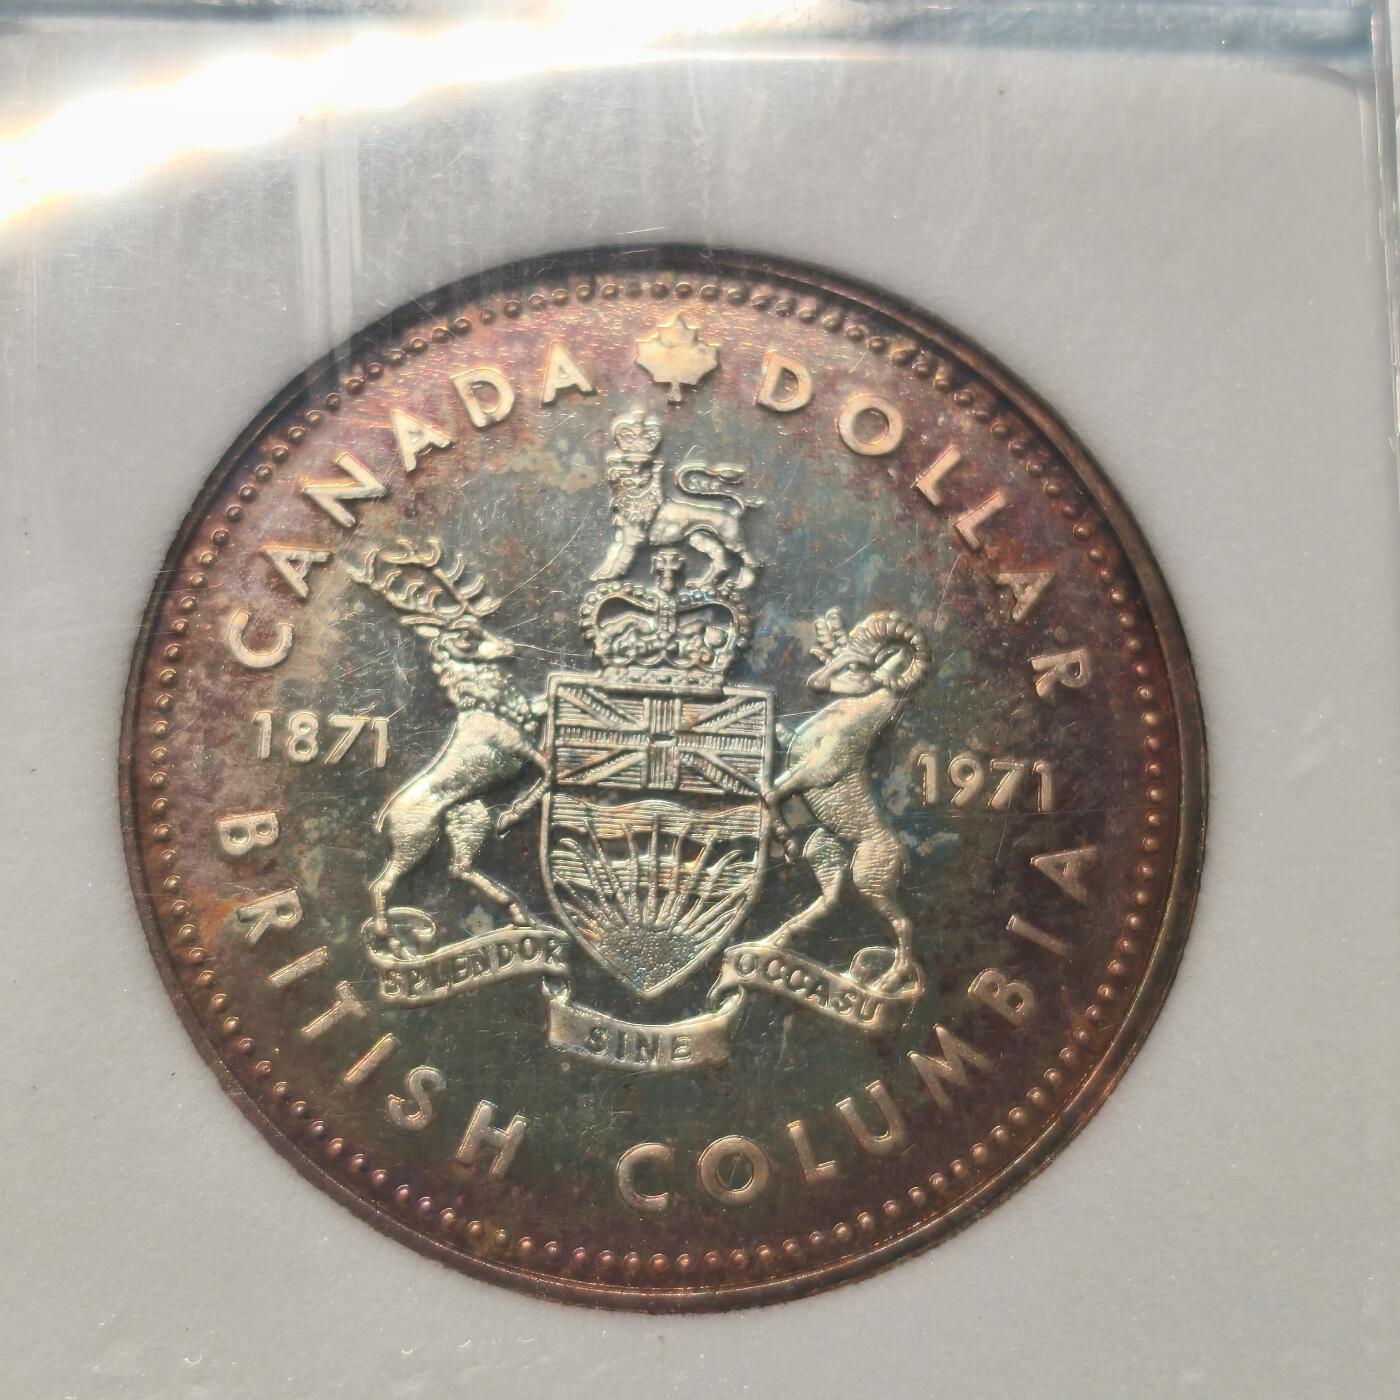 CANADA DOLLAR
1871
1971
SPLENDOR SINE OCCASU
BRITISH COLUMBIA